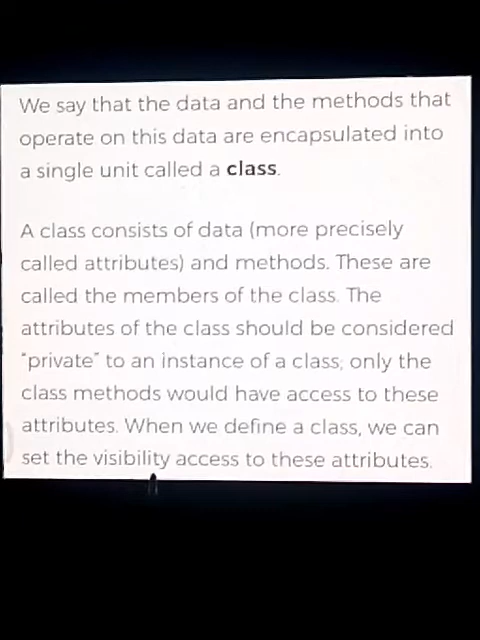 We say that the data and the methods that
operate on this data are encapsulated into
a single unit called a class.
A class consists of data (more precisely
called attributes) and methods. These are
called the members of the class. The
attributes of the class should be considered
"private" to an instance of a class; only the
class methods would have access to these
attributes. When we define a class, we can
set the visibility access to these attributes.